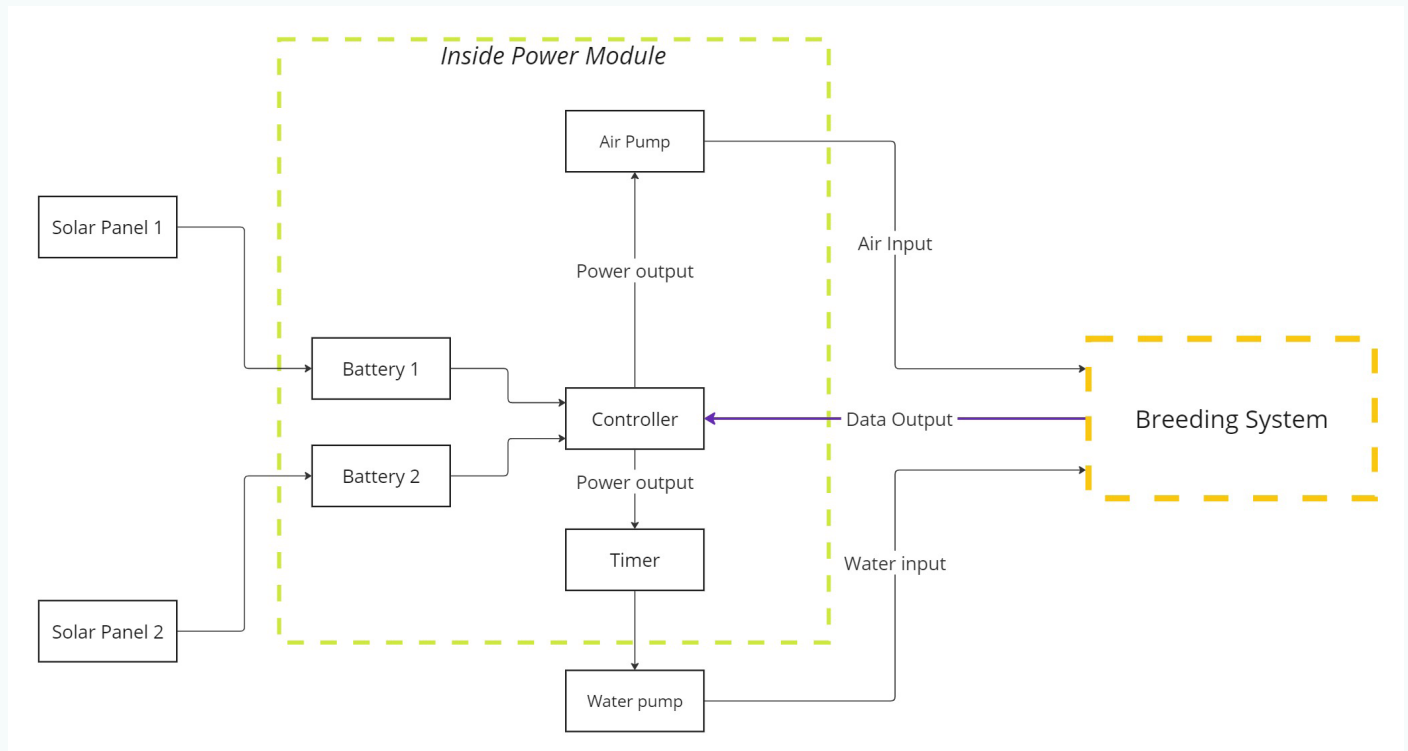 Inside Power Module
Air Pump
Solar Panel 1
Air Input
Power output
Battery 1
Controller
Data Output
Breeding System
Battery 2
Power output
Timer
Water input
Solar Panel 2
Water pump